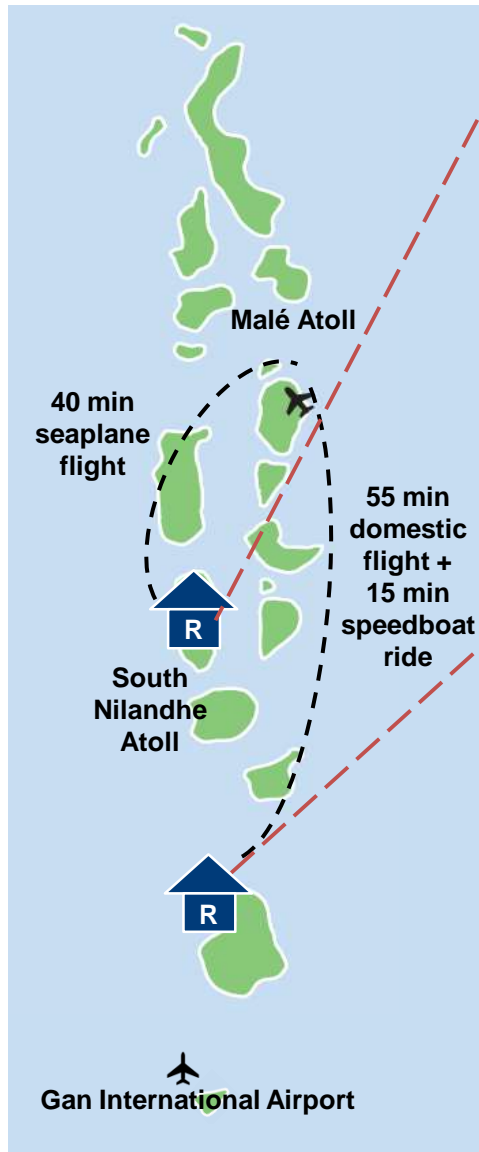 Malé Atoll
40 min
seaplane
flight
55 min
domestic
flight +
15 min
speedboat
ride
R
South
Nilandhe
Atoll
R
Gan International Airport